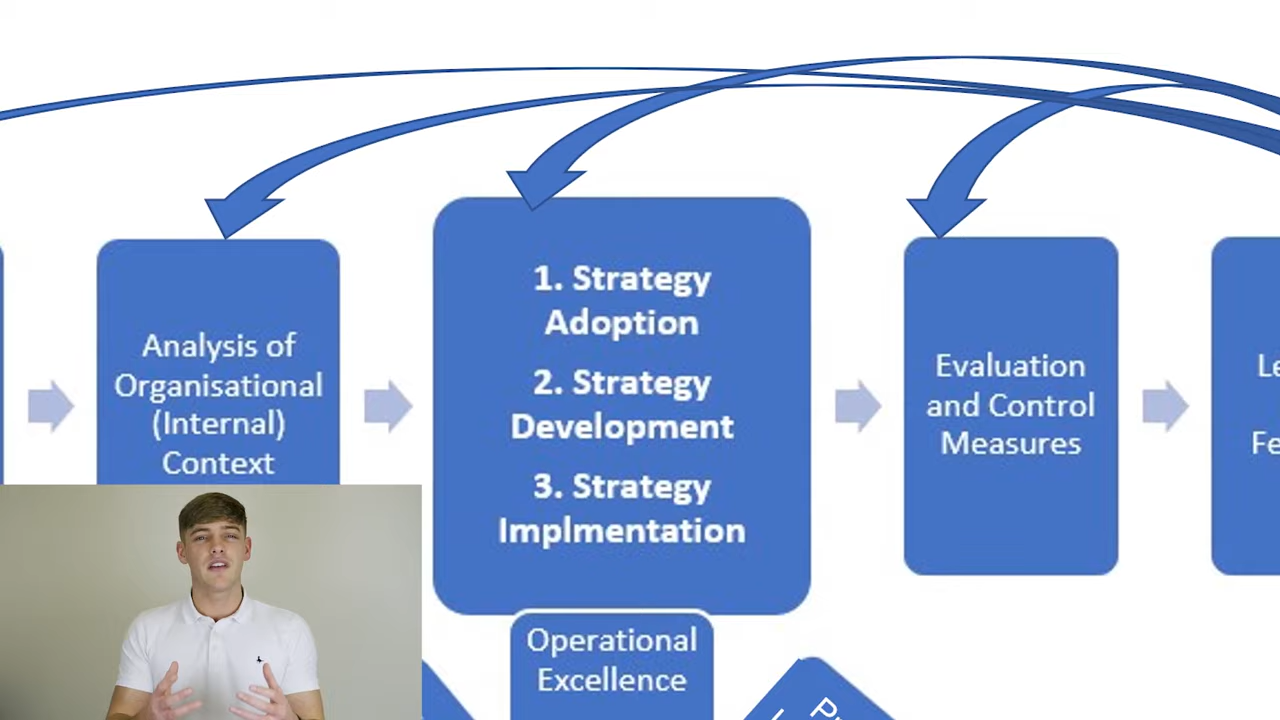 Analysis of
Organisational
(Internal)
Context
1. Strategy
Adoption
2. Strategy
Development
3. Strategy
Implmentation
Evaluation
and Control
Measures
Operational
Excellence